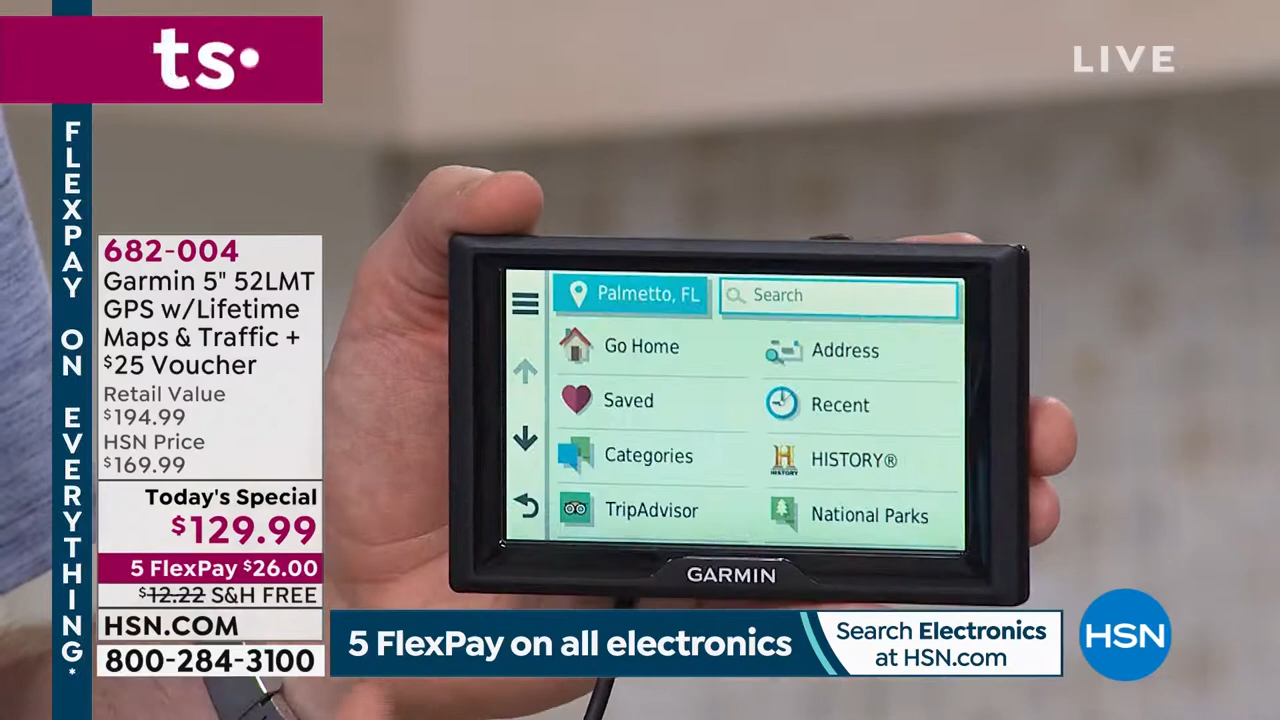 ts.
LIVE
FLEXPAY ON EVERYTHING*
682-004
Garmin 5" 52LMT
GPS w/Lifetime
Maps & Traffic +
$25 Voucher
Retail Value
$194.99
HSN Price
$169.99
Today's Special
$129.99
5 FlexPay $26.00
$12.22 S&H FREE
HSN.COM
800-284-3100
Palmetto, FL
Search
Go Home
Address
Saved
Recent
Categories
HISTORY®
H
HISTORY
TripAdvisor
National Parks
GARMIN
5 FlexPay on all electronics
Search Electronics
at HSN.com
HSN